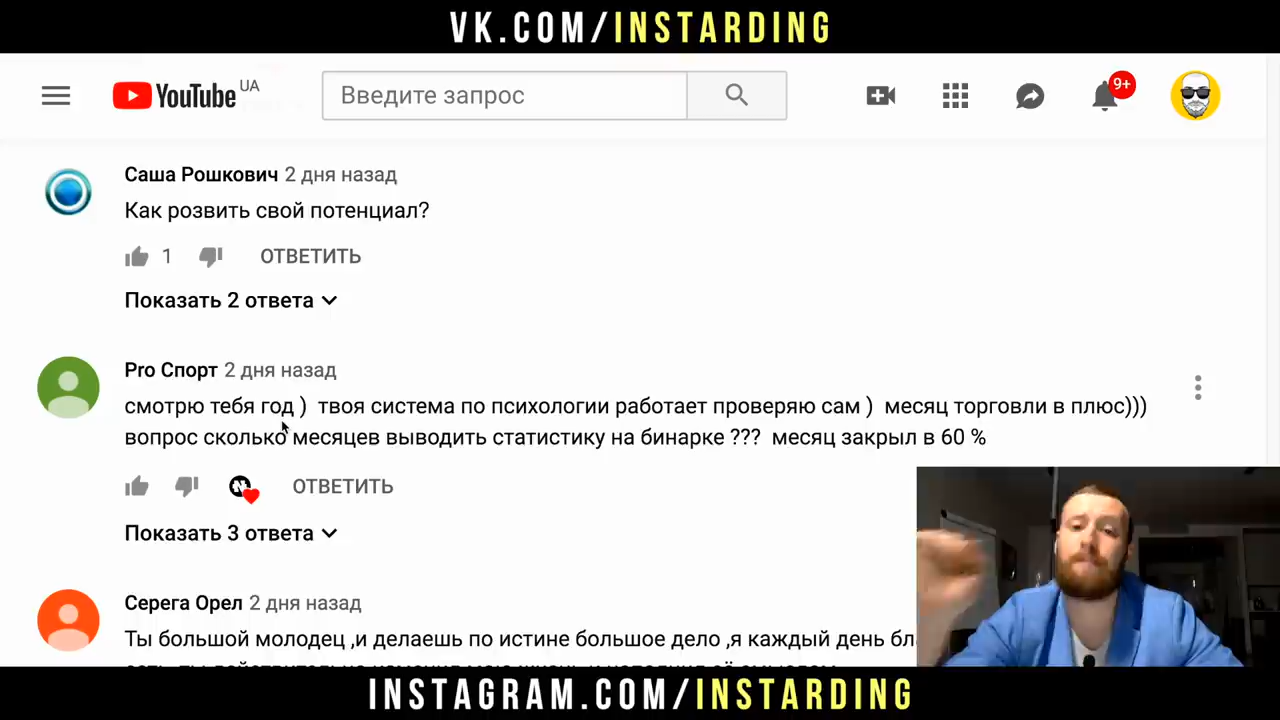 VK.COM/INSTARDING
YouTube UA
Введите запрос
9+
Саша Рошкович 2 дня назад
Как розвить свой потенциал?
1 ОТВЕТИТЬ
Показать 2 ответа
Pro Спорт 2 дня назад
смотрю тебя год ) твоя система по психологии работает проверяю сам ) месяц торговли в плюс)))
вопрос сколько месяцев выводить статистику на бинарке ??? месяц закрыл в 60 %
ОТВЕТИТЬ
Показать 3 ответа
Серега Орел 2 дня назад
Ты большой молодец ,и делаешь по истине большое дело ,я каждый день
INSTAGRAM.COM/INSTARDING